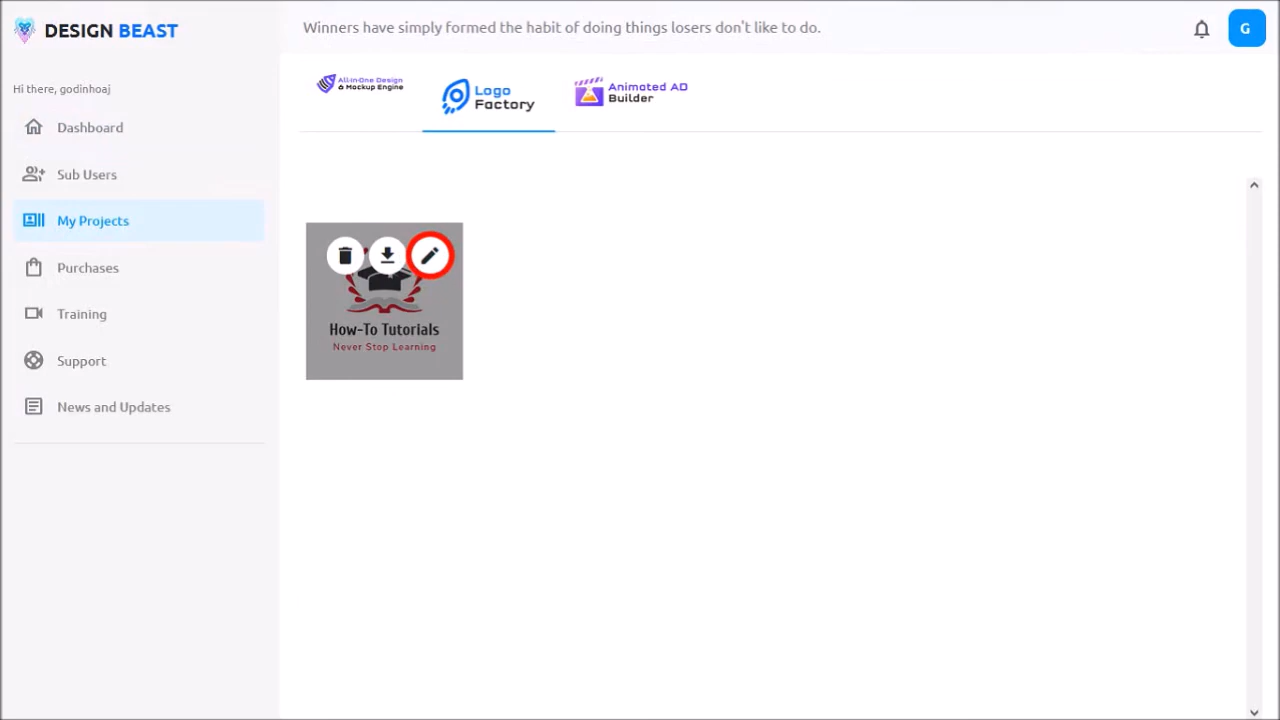 DESIGN BEAST
Winners have simply formed the habit of doing things losers don't like to do.
G
Hi there, godinhoaj
Dashboard
Sub Users
My Projects
Purchases
Training
Support
News and Updates
All-In-One Design
& Mockup Engine
Logo
Factory
Animated AD
Builder
How-To Tutorials
Never Stop Learning